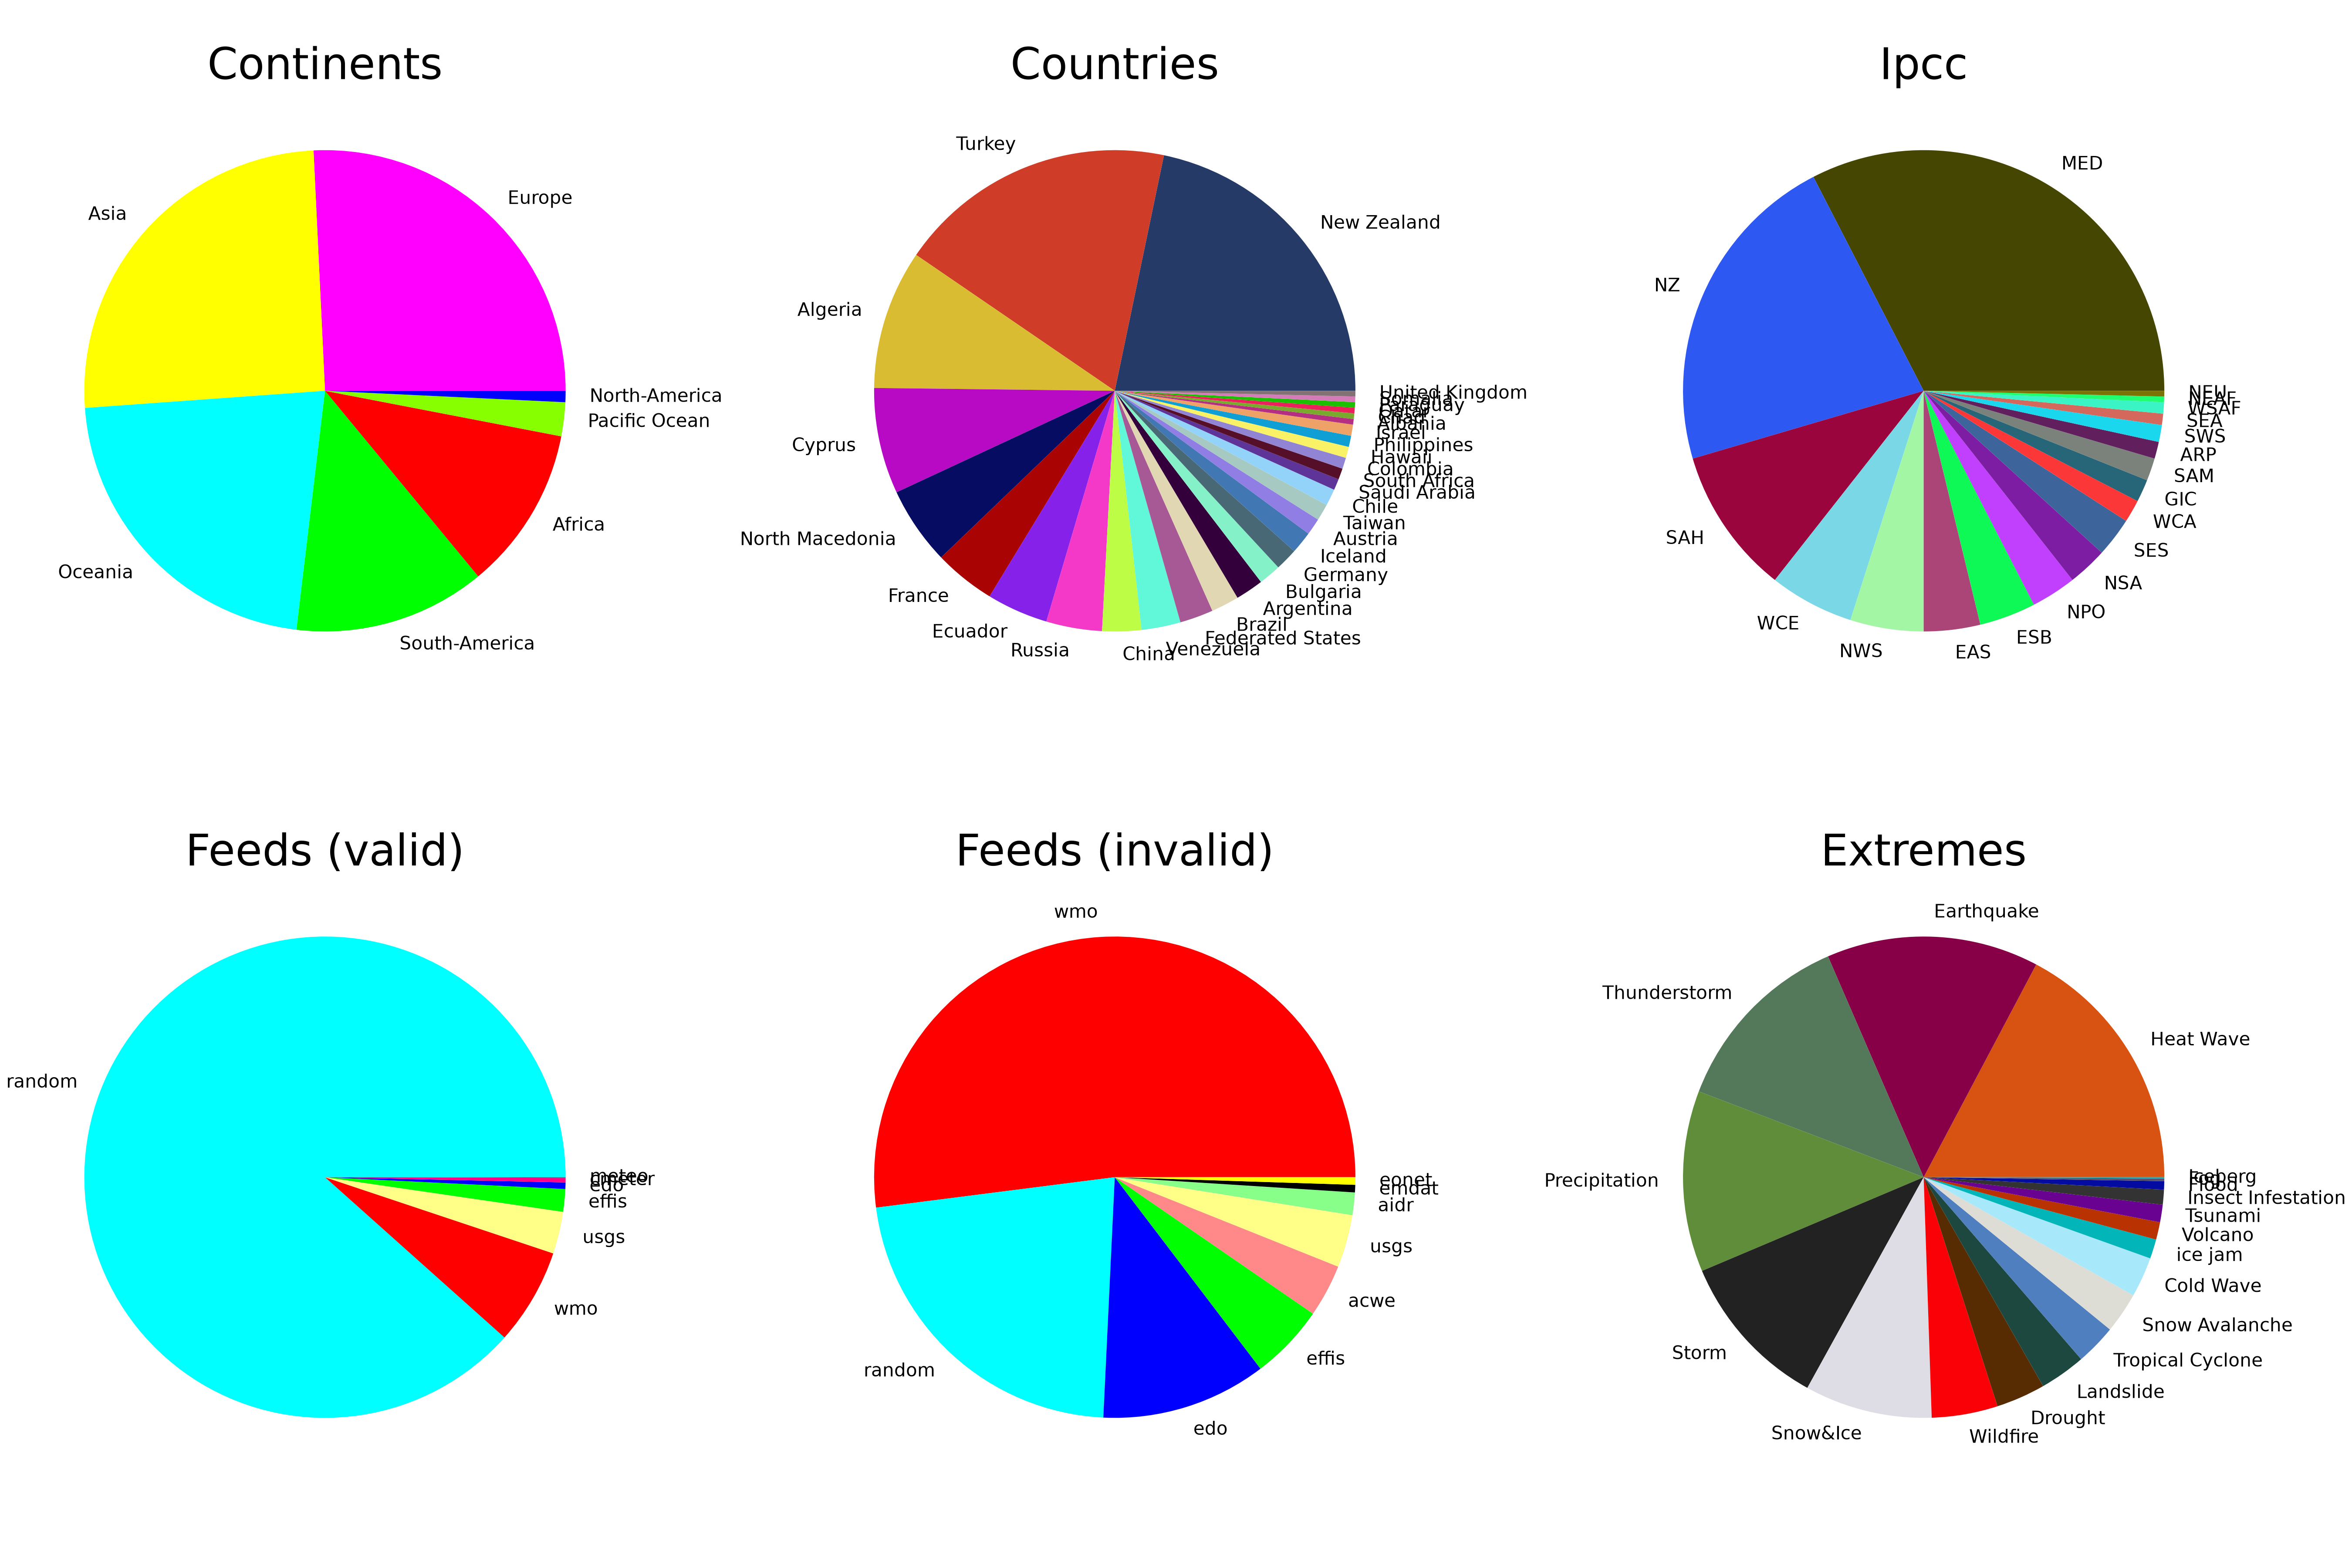 Continents
Europe
Asia
Oceania
South-America
Africa
Pacific Ocean
North-America
Countries
New Zealand
Turkey
Algeria
Cyprus
North Macedonia
France
Ecuador
Russia
China
Venezuela
Federated States
Brazil
Argentina
Bulgaria
Germany
Iceland
Austria
Taiwan
Chile
Saudi Arabia
South Africa
Colombia
Hawaii
Philippines
Israel
Albania
Paraguay
Somalia
United Kingdom
Ipcc
MED
NZ
SAH
WCE
NWS
EAS
ESB
NPO
NSA
SES
WCA
GIC
SAM
ARP
SWS
SEA
WSAF
NEU
Feeds (valid)
random
wmo
usgs
effis
edo
meteo
Feeds (invalid)
wmo
random
edo
effis
acwe
usgs
aidr
emdat
eonet
Extremes
Heat Wave
Earthquake
Thunderstorm
Precipitation
Storm
Snow&Ice
Wildfire
Drought
Landslide
Tropical Cyclone
Snow Avalanche
Cold Wave
ice jam
Volcano
Tsunami
Insect Infestation
Flood
Fog
Iceberg